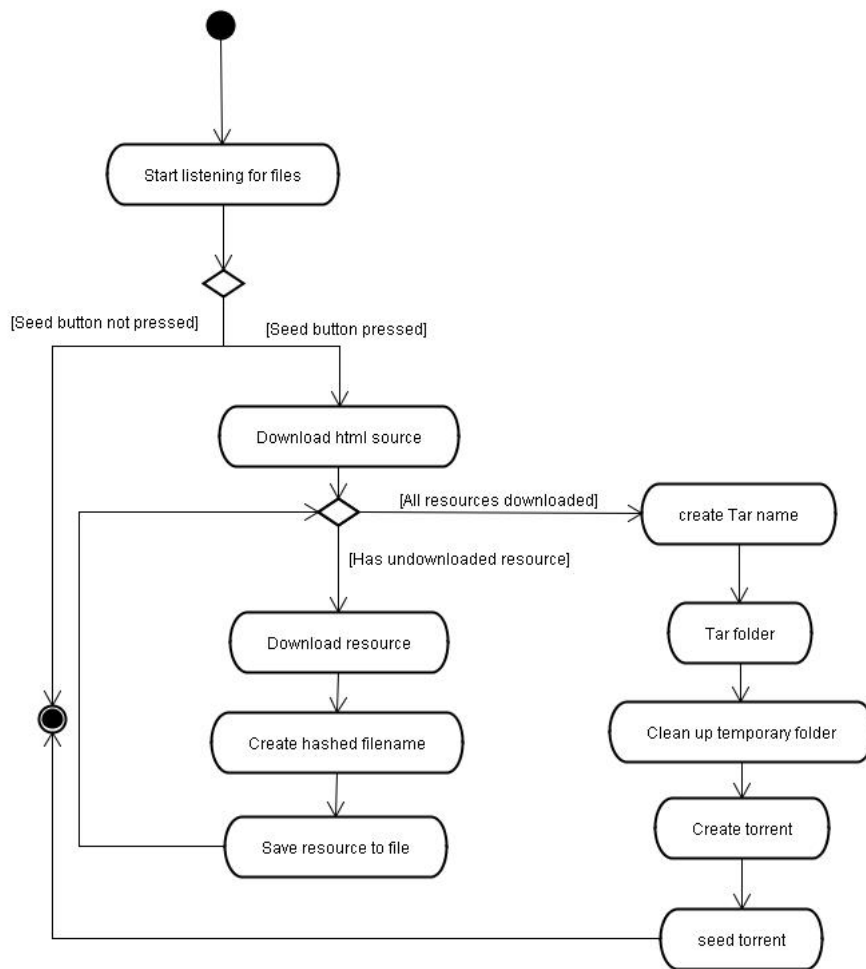 Start listening for files
[Seed button not pressed]
[Seed button pressed]
Download html source
[All resources downloaded]
create Tar name
[Has undownloaded resource]
Download resource
Tar folder
Create hashed filename
Clean up temporary folder
Save resource to file
Create torrent
seed torrent